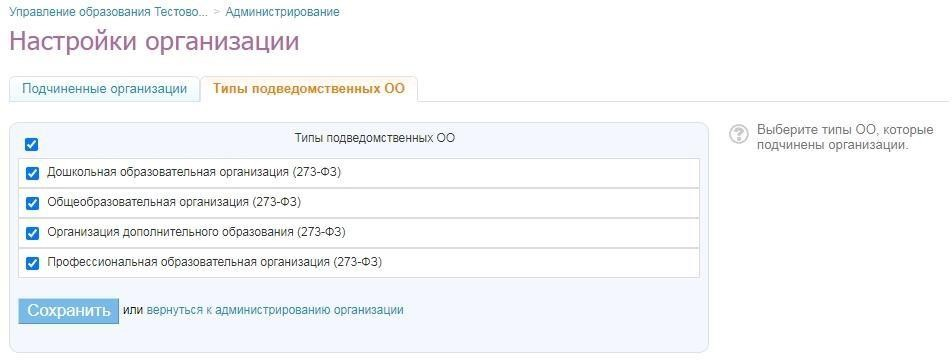 Управление образования Тестово... > Администрирование
Настройки организации
Подчиненные организации Типы подведомственных ОО
Типы подведомственных ОО
Дошкольная образовательная организация (273-ФЗ)
Общеобразовательная организация (273-ФЗ)
Организация дополнительного образования (273-ФЗ)
Профессиональная образовательная организация (273-ФЗ)
Сохранить или вернуться к администрированию организации
? Выберите типы ОО, которые
подчинены организации.